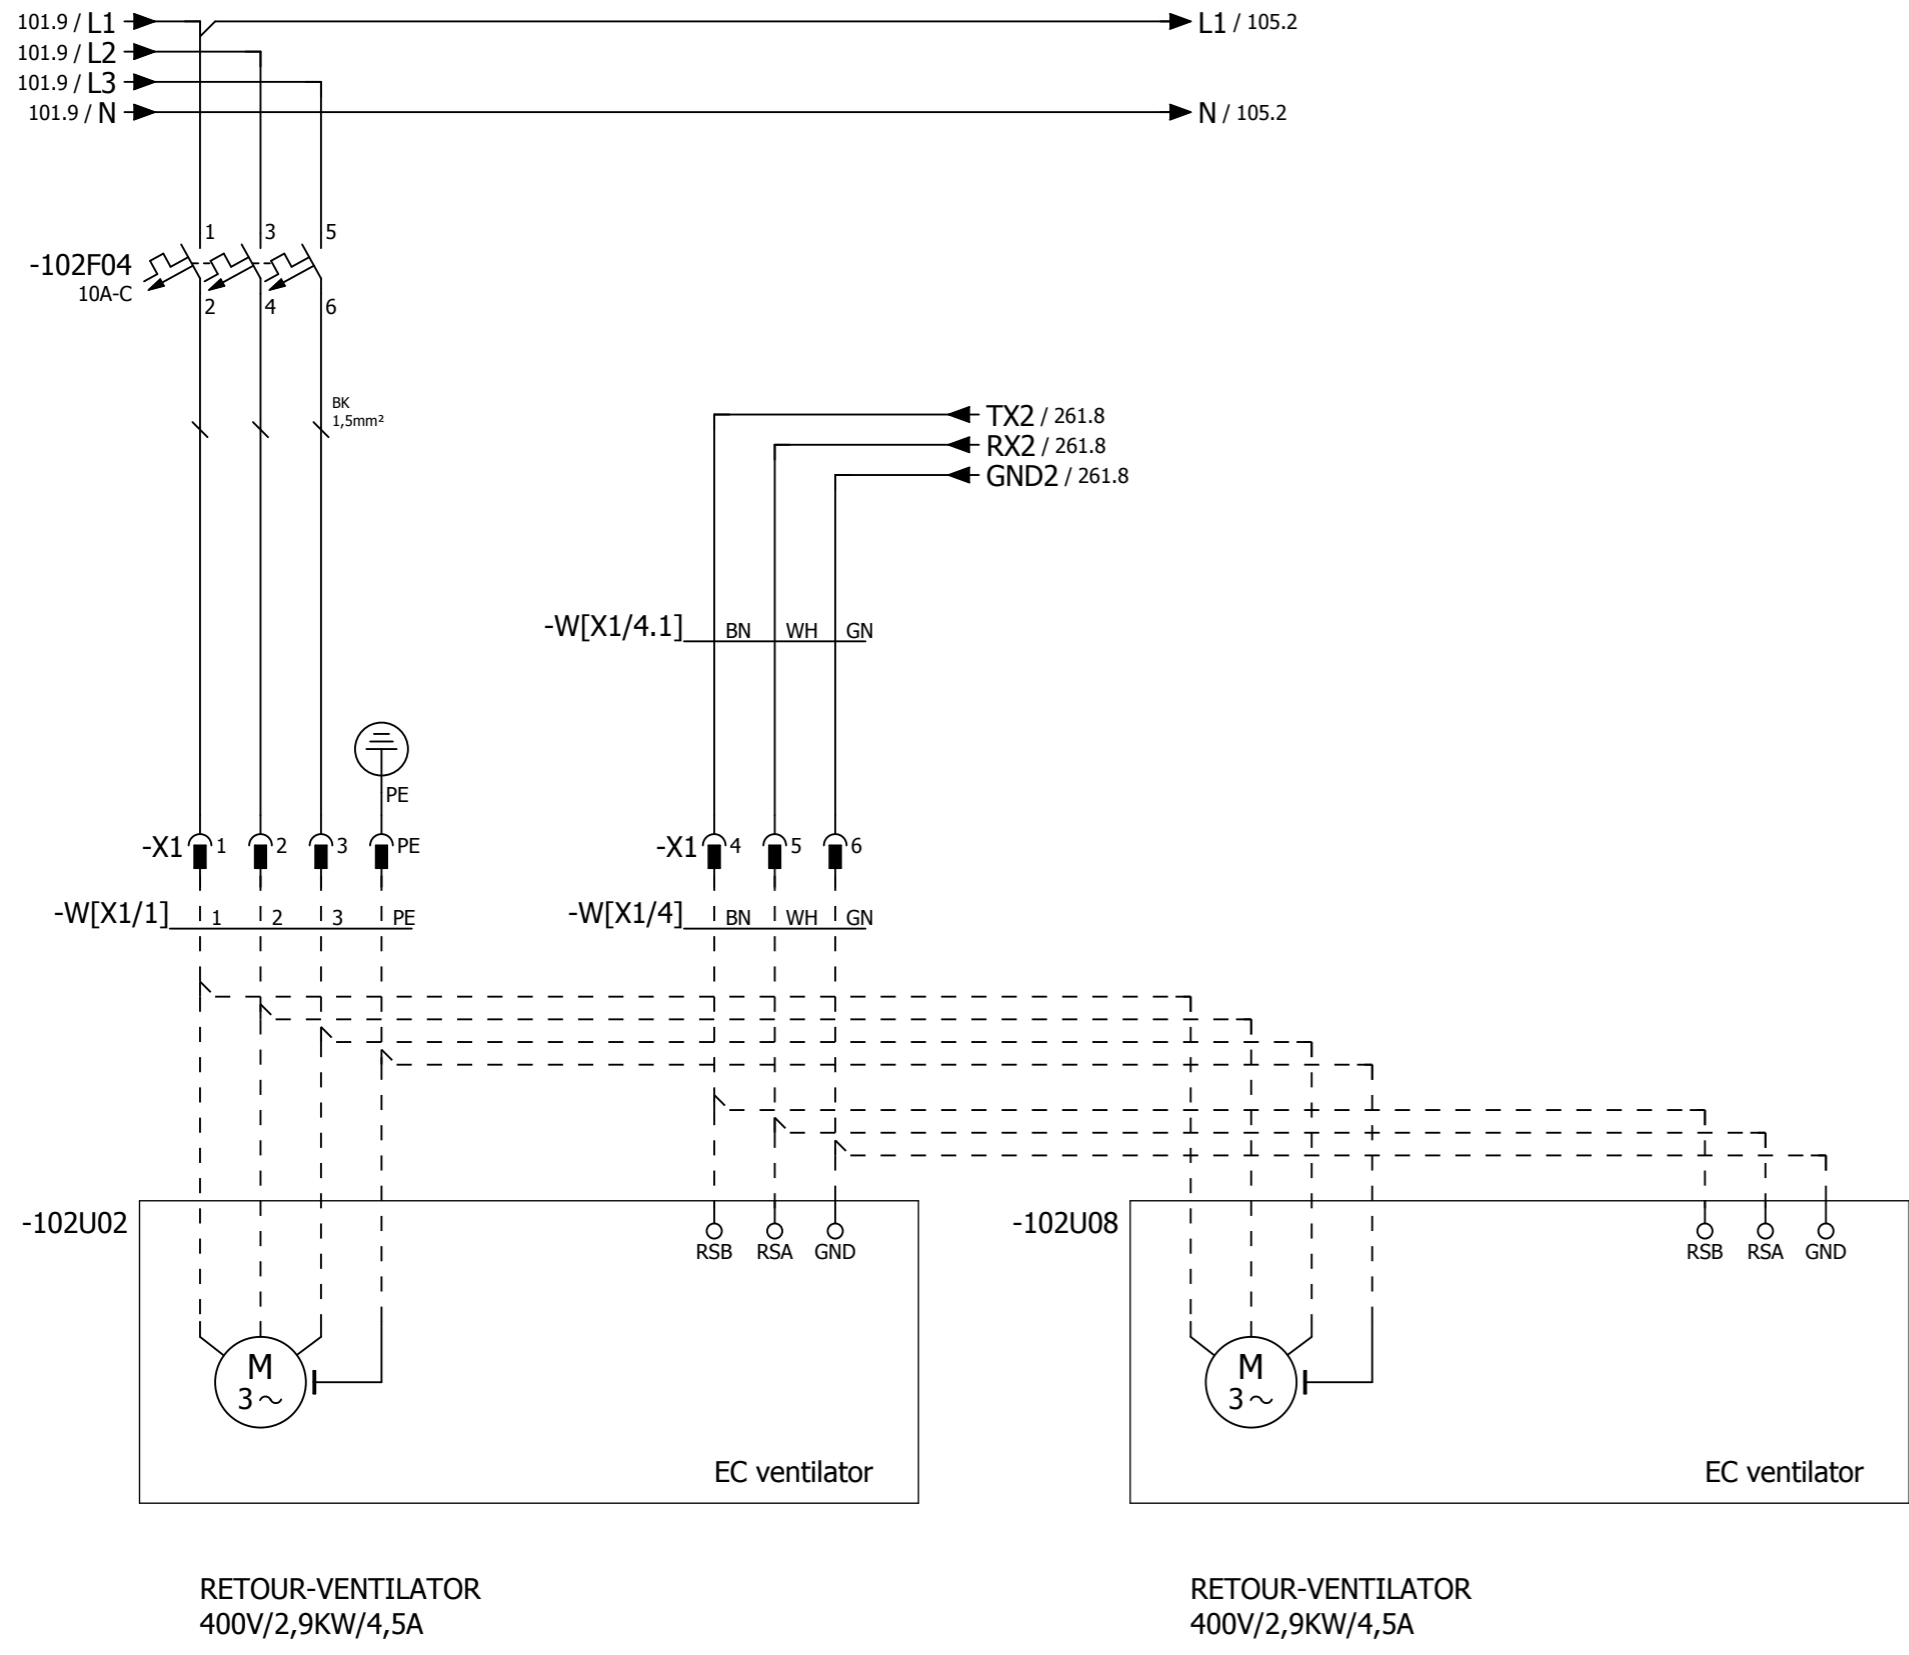 101.9 / L1
L1 / 105.2
101.9 / L2
101.9 / L3
101.9 / N
N / 105.2
1 3 5
-102F04
10A-C
2 4 6
BK
1,5mm²
TX2 / 261.8
RX2 / 261.8
GND2 / 261.8
-W[X1/4.1] BN WH GN
PE
-X1 1 2 3 PE
-X1 4 5 6
-W[X1/1] 1 2 3 PE
-W[X1/4] BN WH GN
-102U02
RSB RSA GND
M
3~
EC ventilator
-102U08
RSB RSA GND
M
3~
EC ventilator
RETOUR-VENTILATOR
400V/2,9KW/4,5A
RETOUR-VENTILATOR
400V/2,9KW/4,5A